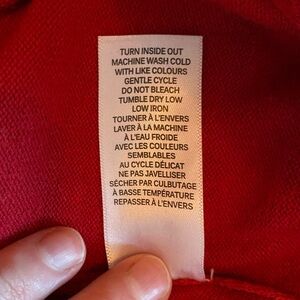 TURN INSIDE OUT
MACHINE WASH COLD
WITH LIKE COLOURS
GENTLE CYCLE
DO NOT BLEACH
TUMBLE DRY LOW
LOW IRON
TOURNER À L'ENVERS
LAVER À LA MACHINE
À L'EAU FROIDE
AVEC LES COULEURS
SEMBLABLES
AU CYCLE DÉLICAT
NE PAS JAVELLISER
SÉCHER PAR CULBUTAGE
À BASSE TEMPÉRATURE
REPASSER À L'ENVERS